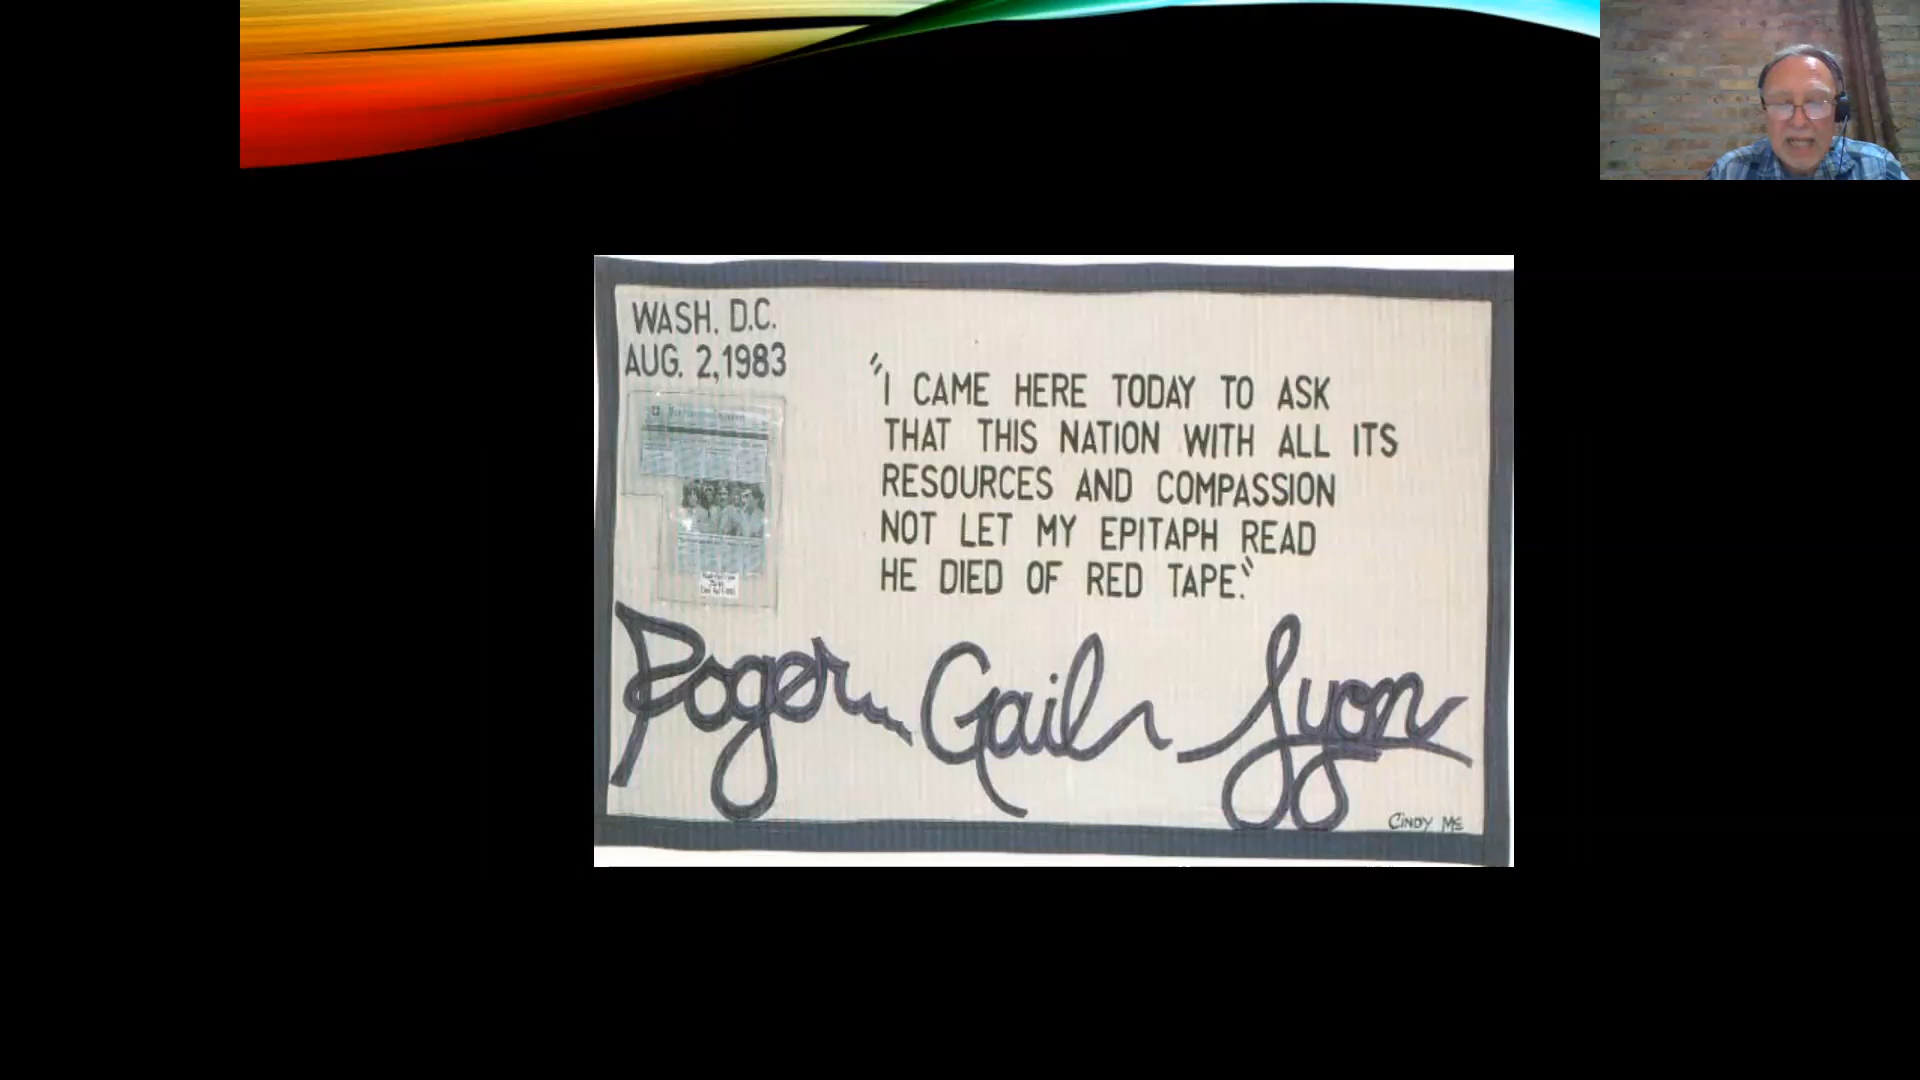 WASH. D.C.
AUG. 2, 1983
"I CAME HERE TODAY TO ASK
THAT THIS NATION WITH ALL ITS
RESOURCES AND COMPASSION
NOT LET MY EPITAPH READ
HE DIED OF RED TAPE."
Roger Gail Lyon
CINDY Mc